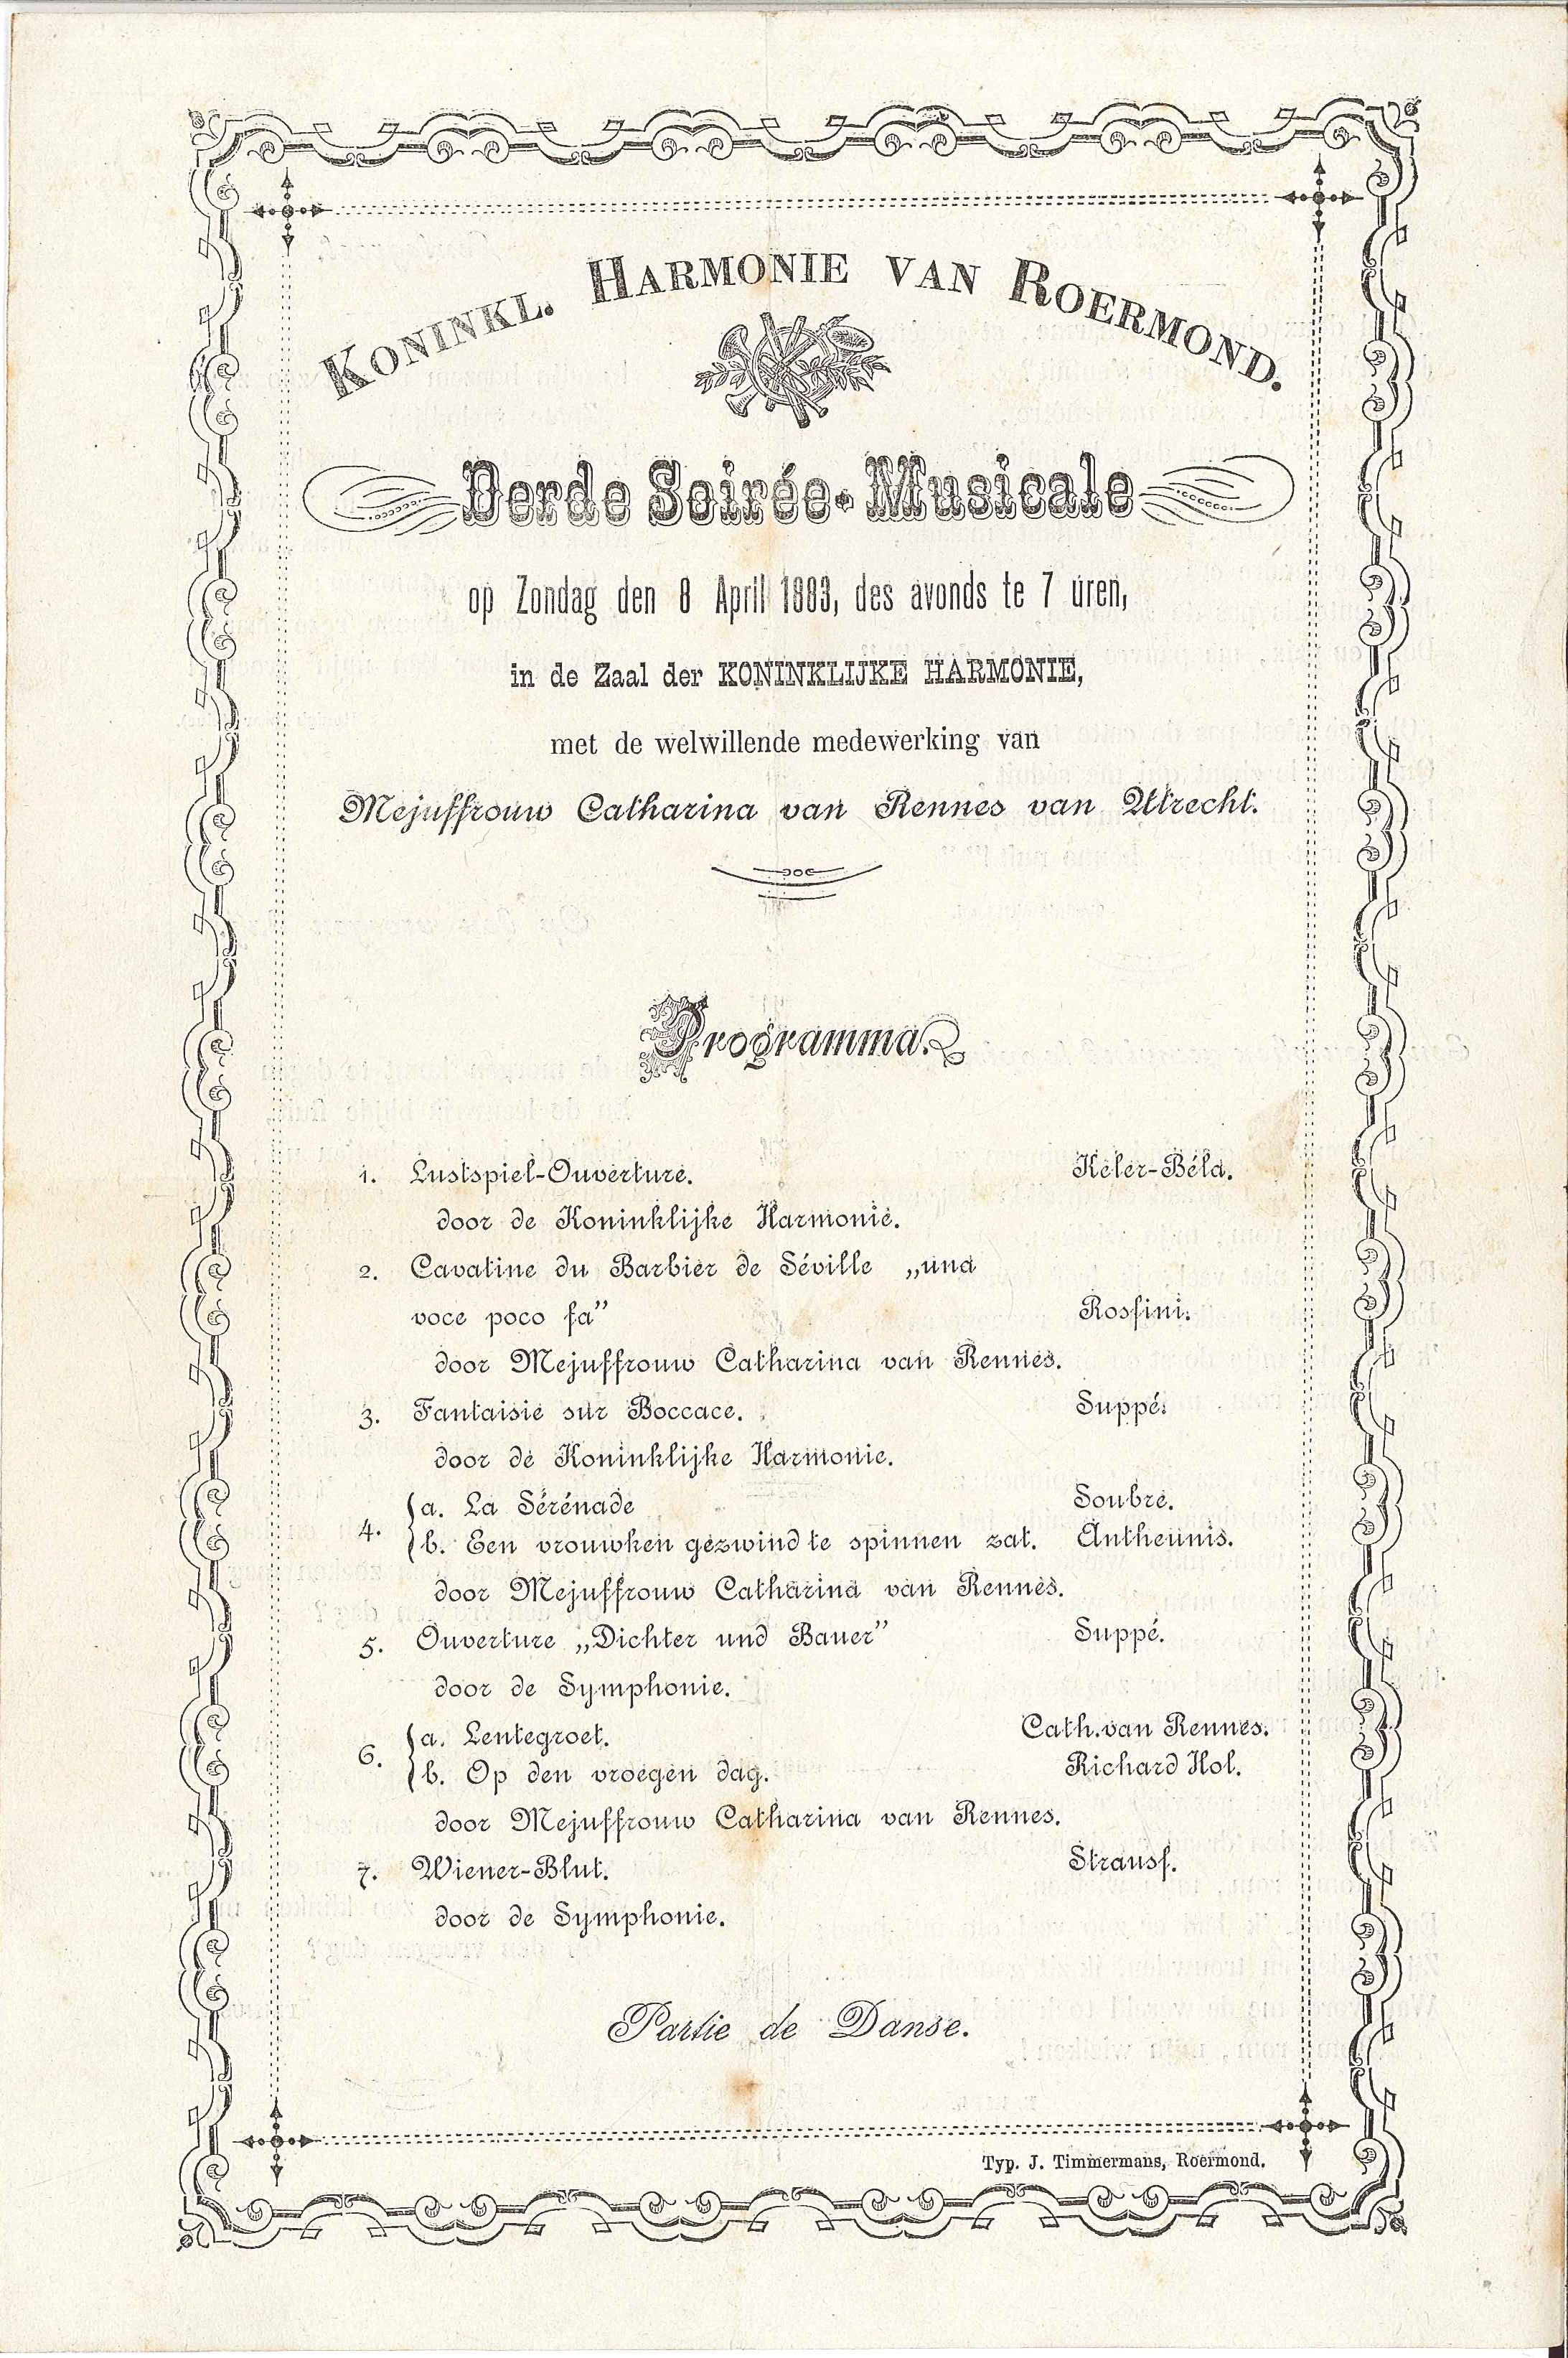 KONINKL. HARMONIE VAN ROERMOND.
Derde Soirée-Musicale
op Zondag den 8 April 1883, des avonds te 7 uren,
in de Zaal der KONINKLIJKE HARMONIE,
met de welwillende medewerking van
Mejuffrouw Catharina van Rennes van Utrecht.
Programma.
1. Lustspiel-Ouverture. Keler-Béla.
door de Koninklijke Harmonie.
2. Cavatine du Barbier de Séville „una
voce poco fa” Rossini.
door Mejuffrouw Catharina van Rennes.
3. Fantaisie sur Boccace. Suppé.
door de Koninklijke Harmonie.
4. a. La Sérénade Soubre.
b. Een vrouwken gezwind te spinnen zat. Antheunis.
door Mejuffrouw Catharina van Rennes.
5. Ouverture „Dichter und Bauer” Suppé.
door de Symphonie.
6. a. Lentegroet. Cath. van Rennes.
b. Op den vroegen dag. Richard Hol.
door Mejuffrouw Catharina van Rennes.
7. Wiener-Blut. Strauss.
door de Symphonie.
Partie de Danse.
Typ. J. Timmermans, Roermond.